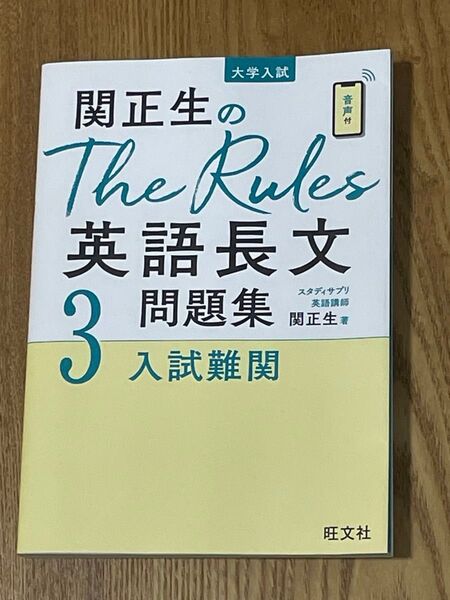 大学入試
関正生の
音声付
The Rules
英語長文
問題集
スタディサプリ
英語講師
関正生 著
3
入試難関
旺文社